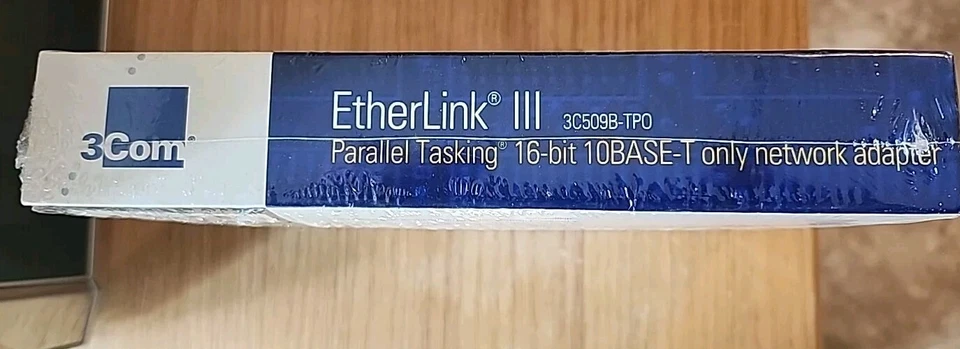 3Com®
EtherLink® III 3C509B-TPO
Parallel Tasking® 16-bit 10BASE-T only network adapter